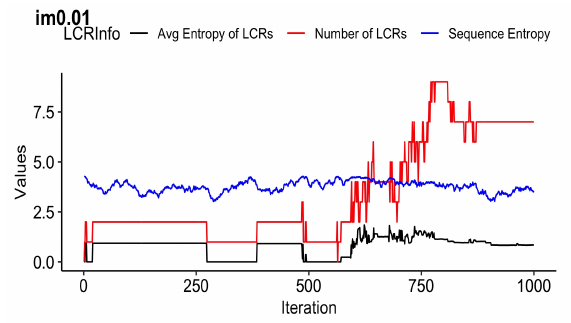 im0.01
LCRInfo Avg Entropy of LCRs Number of LCRs Sequence Entropy
7.5
5.0
2.5
0.0
Values
0 250 500 750 1000
Iteration